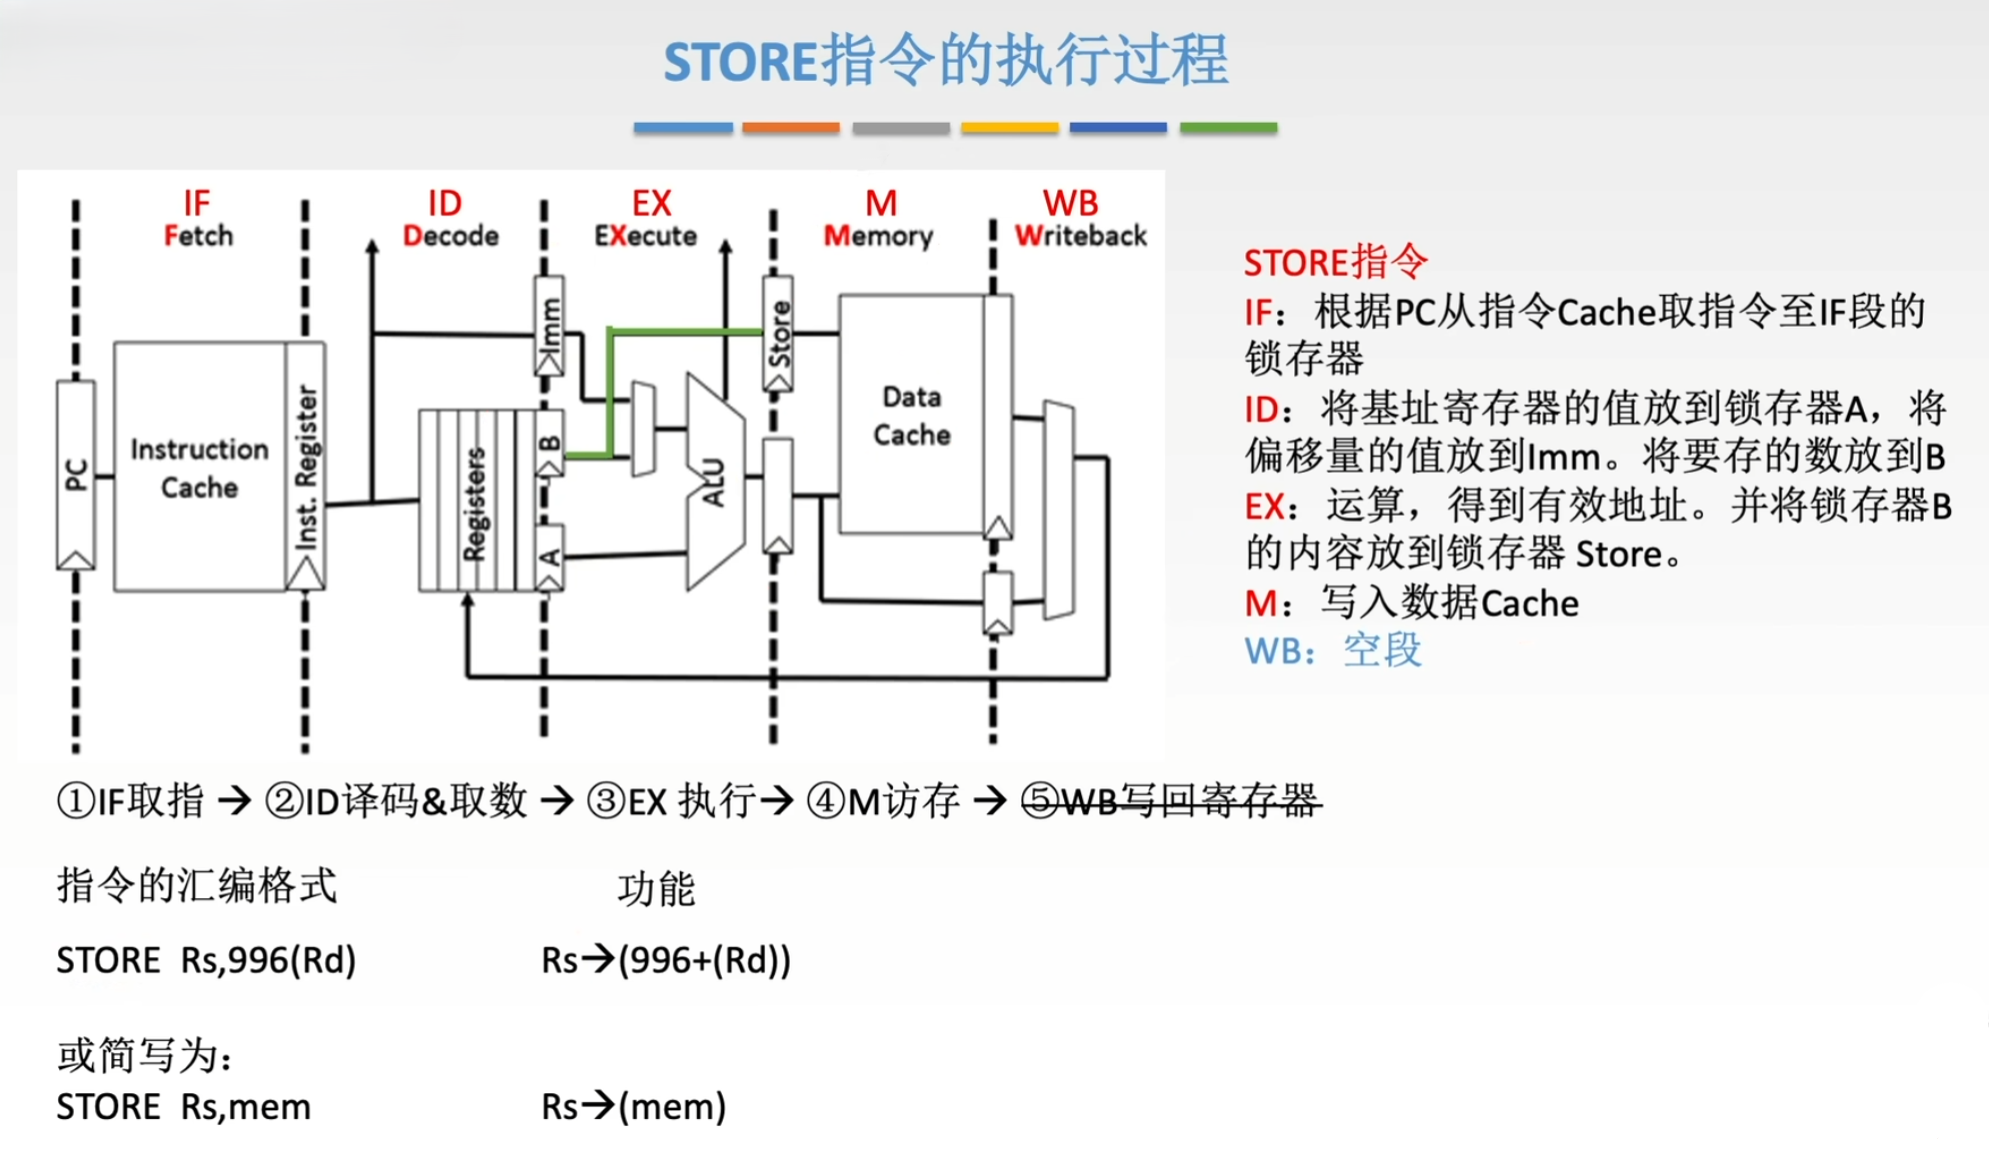 STORE指令的执行过程
IF
Fetch
ID
Decode
EX
EXecute
M
Memory
WB
Writeback
PC
Instruction
Cache
Inst. Register
Registers
Imm
B
A
ALU
Store
Data
Cache
STORE指令
IF：根据PC从指令Cache取指令至IF段的
锁存器
ID：将基址寄存器的值放到锁存器A，将
偏移量的值放到Imm。将要存的数放到B
EX：运算，得到有效地址。并将锁存器B
的内容放到锁存器 Store。
M：写入数据Cache
WB：空段
①IF取指 → ②ID译码&取数 → ③EX 执行→ ④M访存 → ⑤WB写回寄存器
指令的汇编格式 功能
STORE Rs,996(Rd) Rs→(996+(Rd))
或简写为：
STORE Rs,mem Rs→(mem)